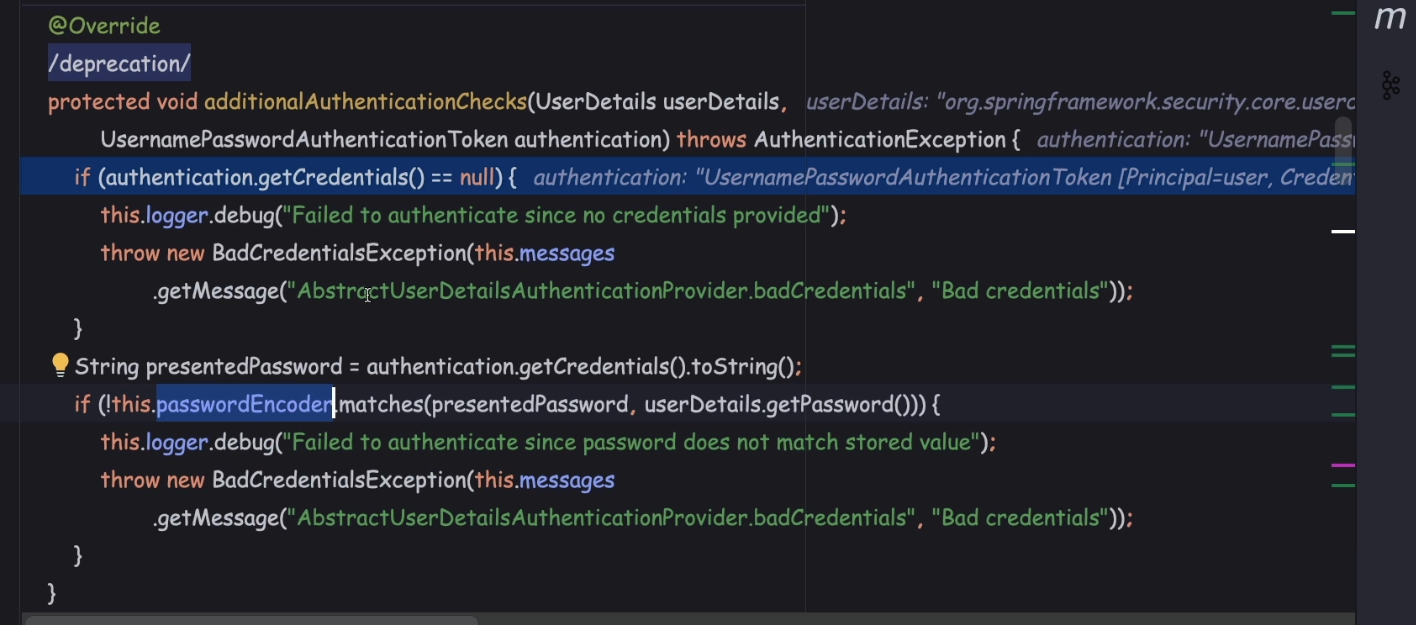 @Override
/deprecation/
protected void additionalAuthenticationChecks(UserDetails userDetails, userDetails: "org.springframework.security.core.userd
UsernamePasswordAuthenticationToken authentication) throws AuthenticationException { authentication: "UsernamePass
if (authentication.getCredentials() == null) { authentication: "UsernamePasswordAuthenticationToken [Principal=user, Creden
this.logger.debug("Failed to authenticate since no credentials provided");
throw new BadCredentialsException(this.messages
.getMessage("AbstractUserDetailsAuthenticationProvider.badCredentials", "Bad credentials"));
}
String presentedPassword = authentication.getCredentials().toString();
if (!this.passwordEncoder.matches(presentedPassword, userDetails.getPassword())) {
this.logger.debug("Failed to authenticate since password does not match stored value");
throw new BadCredentialsException(this.messages
.getMessage("AbstractUserDetailsAuthenticationProvider.badCredentials", "Bad credentials"));
}
}
m